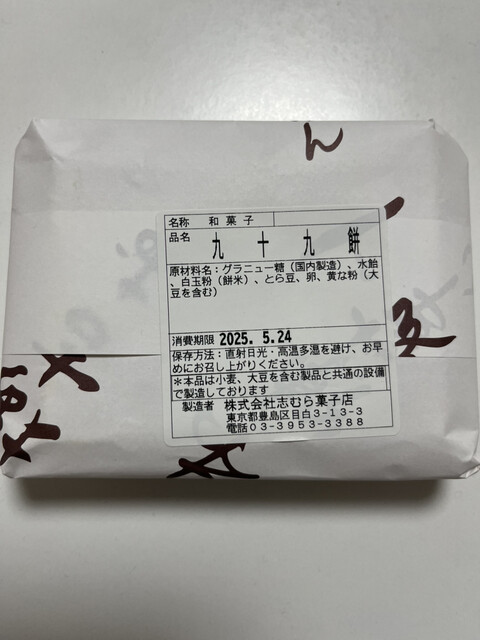 ん
名称 和菓子
品名 九十九餅
原材料名：グラニュー糖（国内製造）、水飴
、白玉粉（餅米）、とら豆、卵、黄な粉（大
豆を含む）
消費期限 2025. 5.24
保存方法：直射日光・高温多湿を避け、お早
めにお召し上がりください。
＊本品は小麦、大豆を含む製品と共通の設備
で製造しております
製造者 株式会社志むら菓子店
東京都豊島区目白3-13-3
電話03-3953-3388